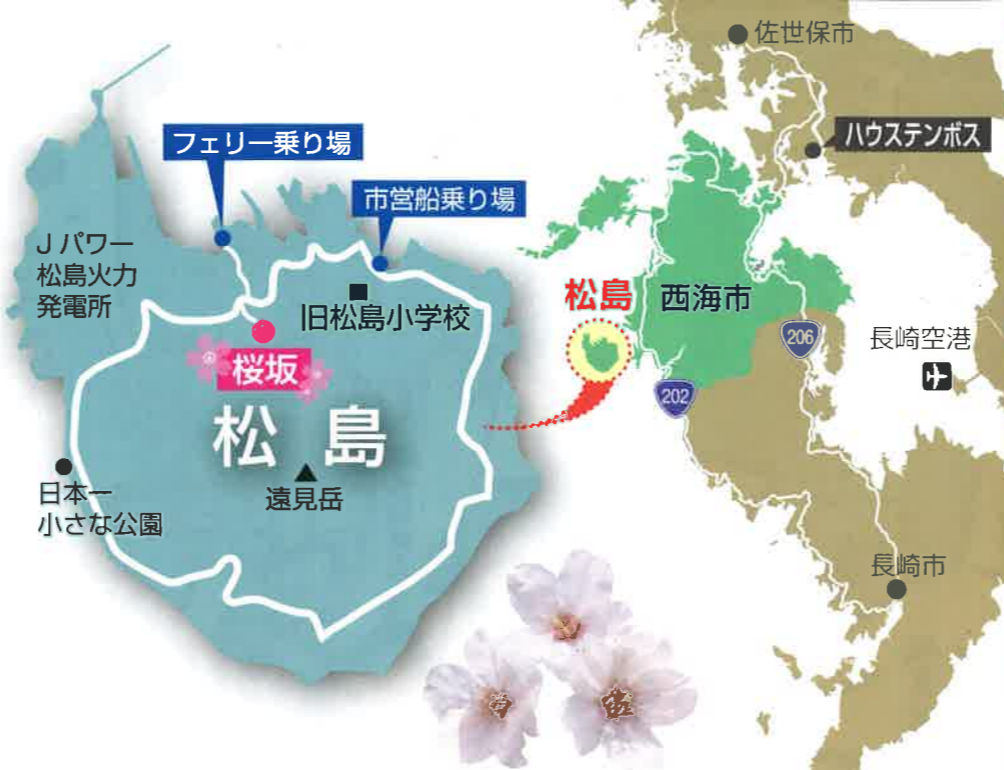 佐世保市
ハウステンボス
フェリー乗り場
市営船乗り場
Jパワー
松島火力
発電所
旧松島小学校
桜坂
松島
遠見岳
日本一
小さな公園
松島
西海市
206
202
長崎空港
長崎市